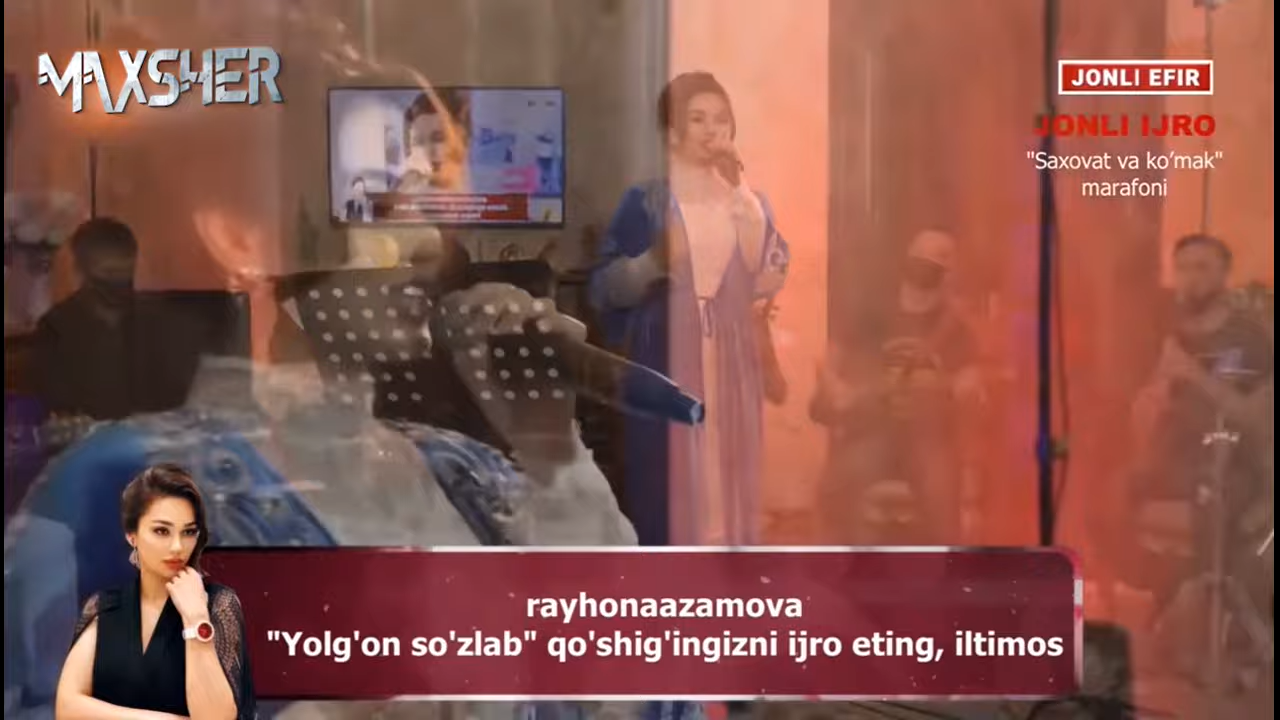 MAXSHER
JONLI EFIR
JONLI IJRO
"Saxovat va ko’mak"
marafoni
rayhonaazamova
"Yolg'on so'zlab" qo'shig'ingizni ijro eting, iltimos